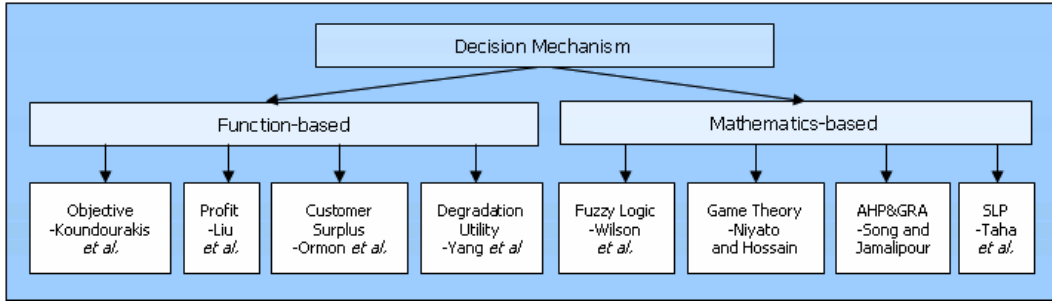 Decision Mechanism
Function-based
Mathematics-based
Objective
-Koundourakis
et al.
Profit
-Liu
et al.
Customer
Surplus
-Ormon et al.
Degradation
Utility
-Yang et al
Fuzzy Logic
-Wilson
et al.
Game Theory
-Niyato
and Hossain
AHP&GRA
-Song and
Jamalipour
SLP
-Taha
et al.